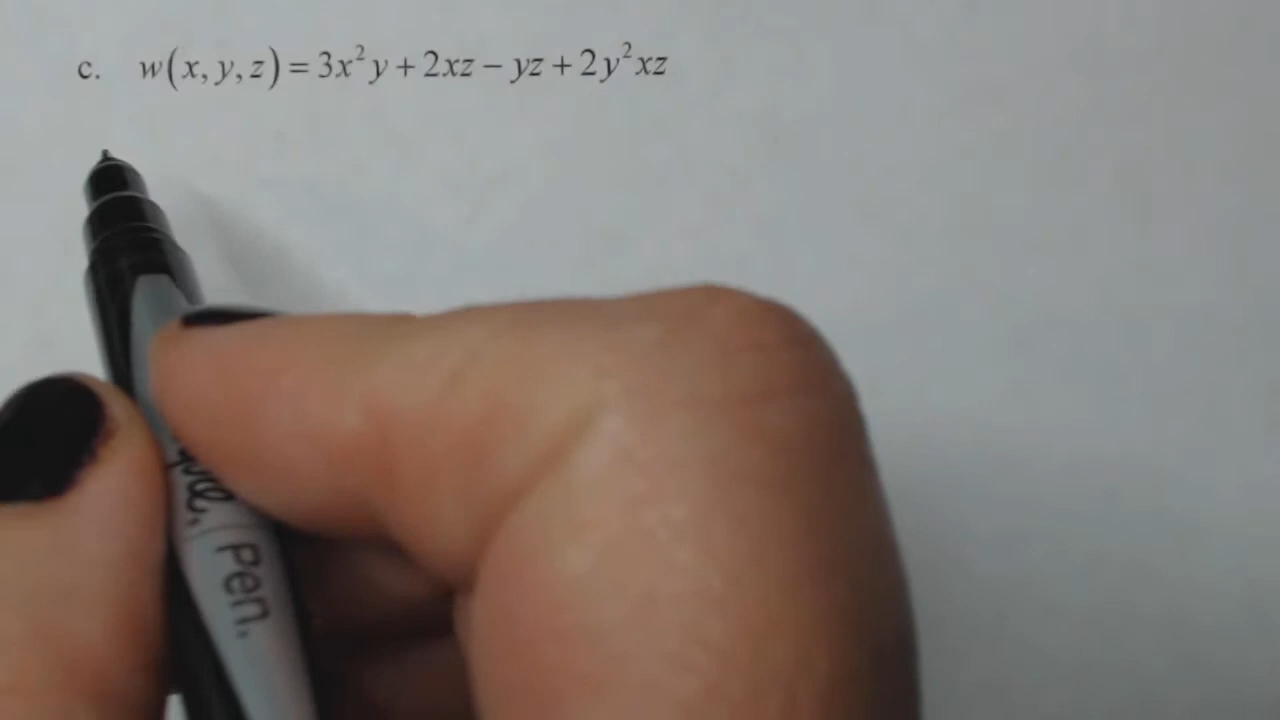 c. w(x, y, z) = 3x²y + 2xz − yz + 2y²xz
Pen.